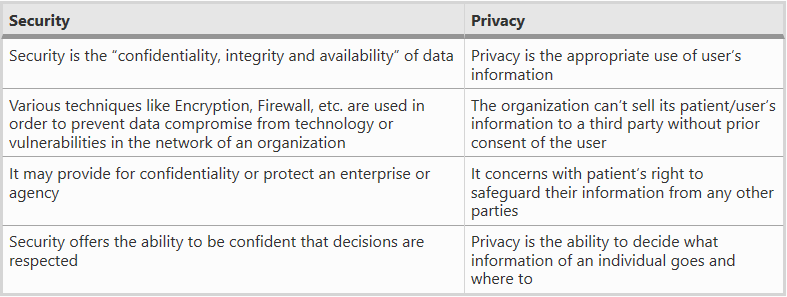 Security
Privacy
Security is the “confidentiality, integrity and availability” of data
Privacy is the appropriate use of user’s
information
Various techniques like Encryption, Firewall, etc. are used in
order to prevent data compromise from technology or
vulnerabilities in the network of an organization
The organization can’t sell its patient/user’s
information to a third party without prior
consent of the user
It may provide for confidentiality or protect an enterprise or
agency
It concerns with patient’s right to
safeguard their information from any other
parties
Security offers the ability to be confident that decisions are
respected
Privacy is the ability to decide what
information of an individual goes and
where to